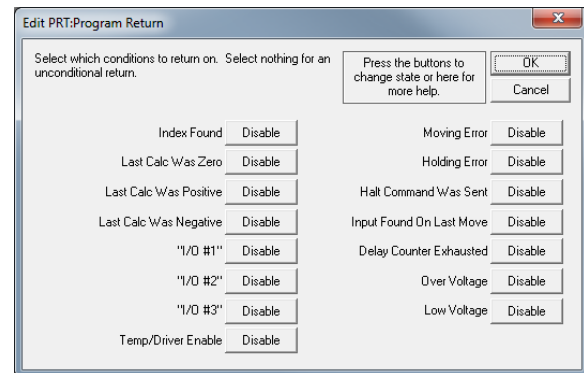 Edit PRT:Program Return
Select which conditions to return on. Select nothing for an
unconditional return.
Press the buttons to
change state or here for
more help.
OK
Cancel
Index Found Disable
Last Calc Was Zero Disable
Last Calc Was Positive Disable
Last Calc Was Negative Disable
"I/O #1" Disable
"I/O #2" Disable
"I/O #3" Disable
Temp/Driver Enable Disable
Moving Error Disable
Holding Error Disable
Halt Command Was Sent Disable
Input Found On Last Move Disable
Delay Counter Exhausted Disable
Over Voltage Disable
Low Voltage Disable